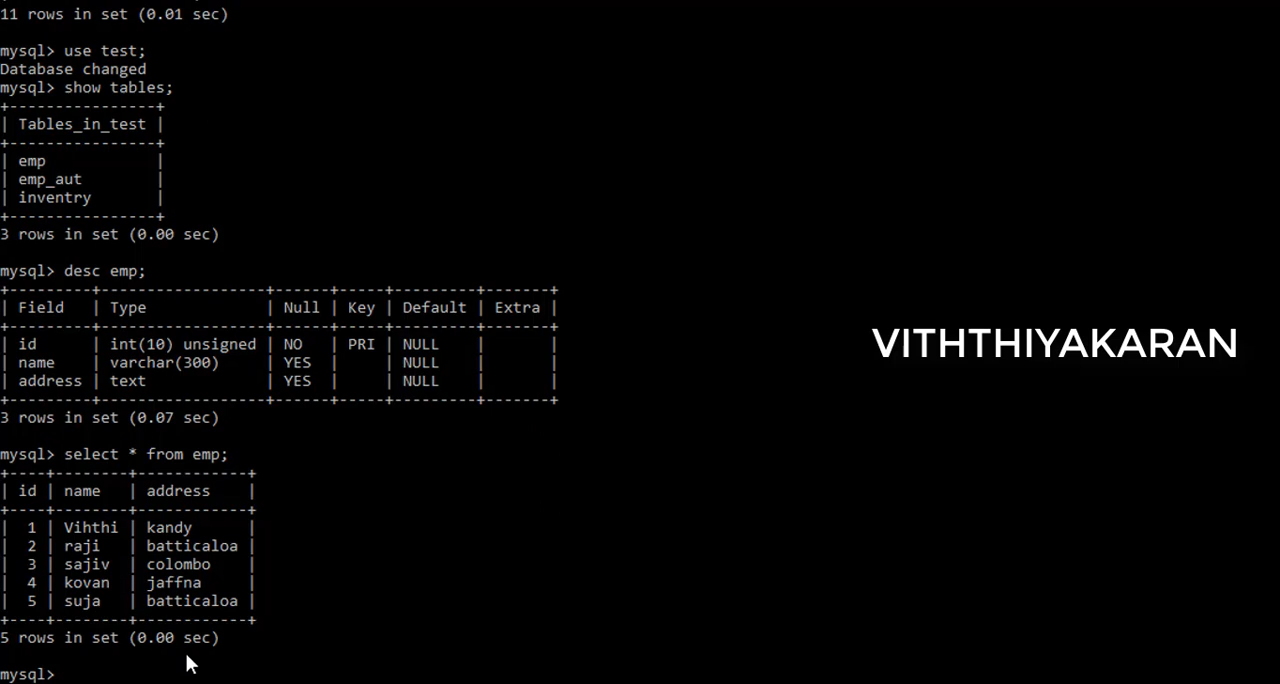 11 rows in set (0.01 sec)
mysql> use test;
Database changed
mysql> show tables;
+----------------+
| Tables_in_test |
+----------------+
| emp            |
| emp_aut        |
| inventry       |
+----------------+
3 rows in set (0.00 sec)
mysql> desc emp;
+---------+------------------+------+-----+---------+-------+
| Field   | Type             | Null | Key | Default | Extra |
+---------+------------------+------+-----+---------+-------+
| id      | int(10) unsigned | NO   | PRI | NULL    |       |
| name    | varchar(300)     | YES  |     | NULL    |       |
| address | text             | YES  |     | NULL    |       |
+---------+------------------+------+-----+---------+-------+
3 rows in set (0.07 sec)
mysql> select * from emp;
+----+--------+------------+
| id | name   | address    |
+----+--------+------------+
|  1 | Vihthi | kandy      |
|  2 | raji   | batticaloa |
|  3 | sajiv  | colombo    |
|  4 | kovan  | jaffna     |
|  5 | suja   | batticaloa |
+----+--------+------------+
5 rows in set (0.00 sec)
mysql>
VITHTHIYAKARAN